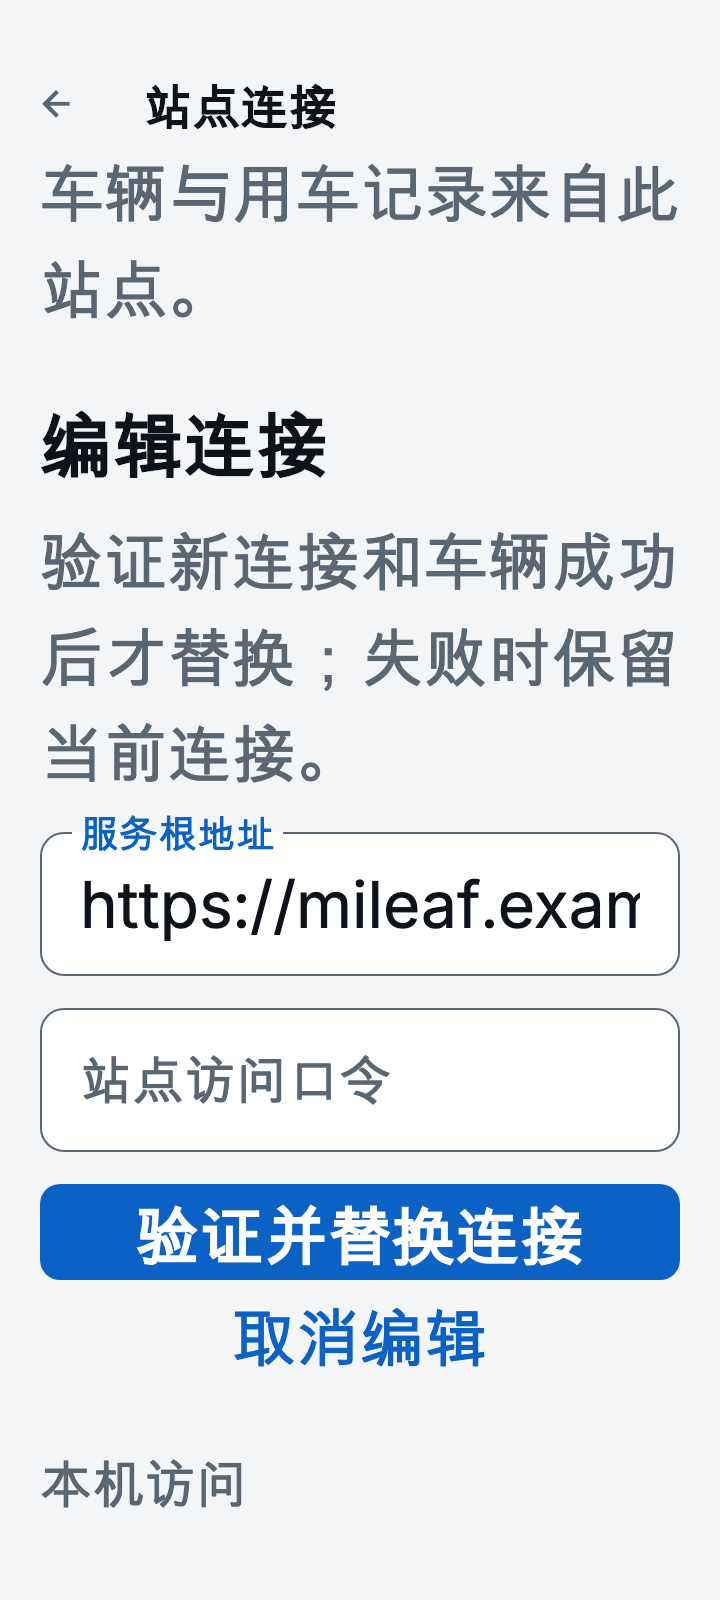 站点连接
车辆与用车记录来自此
站点。
编辑连接
验证新连接和车辆成功
后才替换；失败时保留
当前连接。
服务根地址
https://mileaf.exam
站点访问口令
验证并替换连接
取消编辑
本机访问